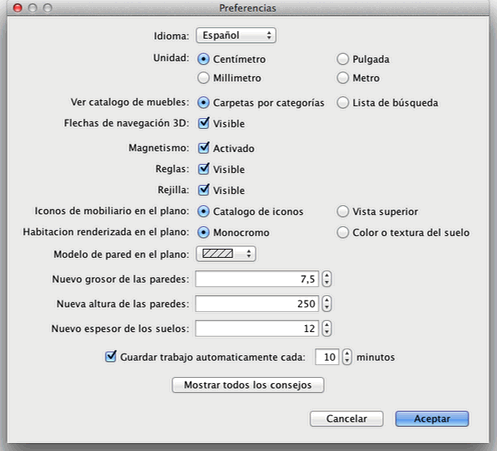 Preferencias
Idioma: Español
Unidad: Centímetro Pulgada
Millimetro Metro
Ver catalogo de muebles: Carpetas por categorías Lista de búsqueda
Flechas de navegación 3D: Visible
Magnetismo: Activado
Reglas: Visible
Rejilla: Visible
Iconos de mobiliario en el plano: Catalogo de iconos Vista superior
Habitacion renderizada en el plano: Monocromo Color o textura del suelo
Modelo de pared en el plano:
Nuevo grosor de las paredes: 7,5
Nueva altura de las paredes: 250
Nuevo espesor de los suelos: 12
Guardar trabajo automaticamente cada: 10 minutos
Mostrar todos los consejos
Cancelar Aceptar